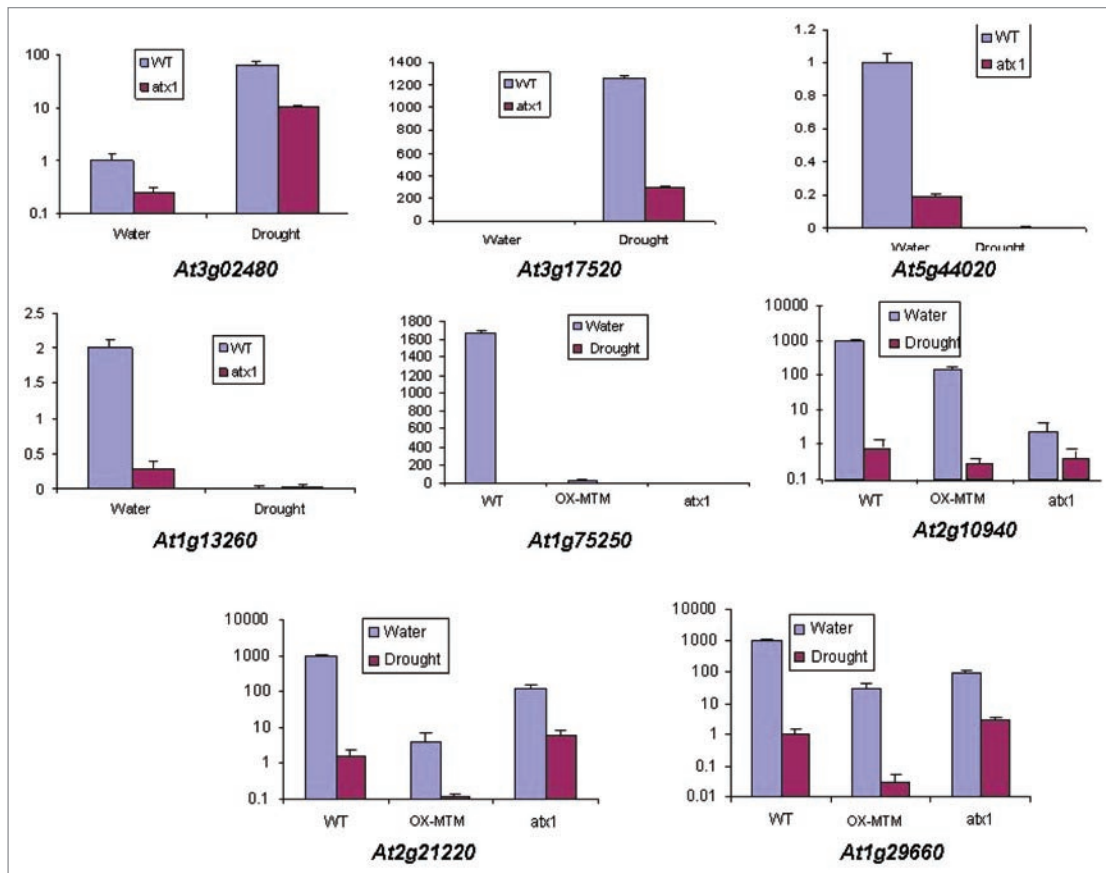 100
10
1
0.1
WT
atx1
Water
Drought
At3g02480
1400
1200
1000
800
600
400
200
0
WT
atx1
Water
Drought
At3g17520
1.2
1
0.8
0.6
0.4
0.2
0
WT
atx1
Water
Drought
At5g44020
2.5
2
1.5
1
0.5
0
WT
atx1
Water
Drought
At1g13260
1800
1600
1400
1200
1000
800
600
400
200
0
Water
Drought
WT
OX-MTM
atx1
At1g75250
10000
1000
100
10
1
0.1
Water
Drought
WT
OX-MTM
atx1
At2g10940
10000
1000
100
10
1
0.1
Water
Drought
WT
OX-MTM
atx1
At2g21220
10000
1000
100
10
1
0.1
0.01
Water
Drought
WT
OX-MTM
atx1
At1g29660